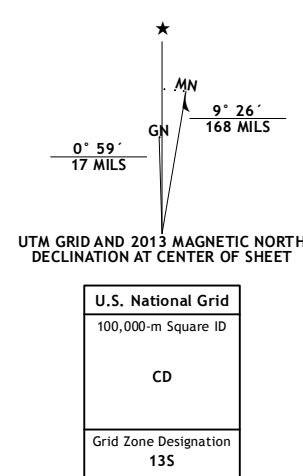 ★
MN
GN
9° 26´
168 MILS
0° 59´
17 MILS
UTM GRID AND 2013 MAGNETIC NORTH
DECLINATION AT CENTER OF SHEET
U.S. National Grid
100,000-m Square ID
CD
Grid Zone Designation
13S